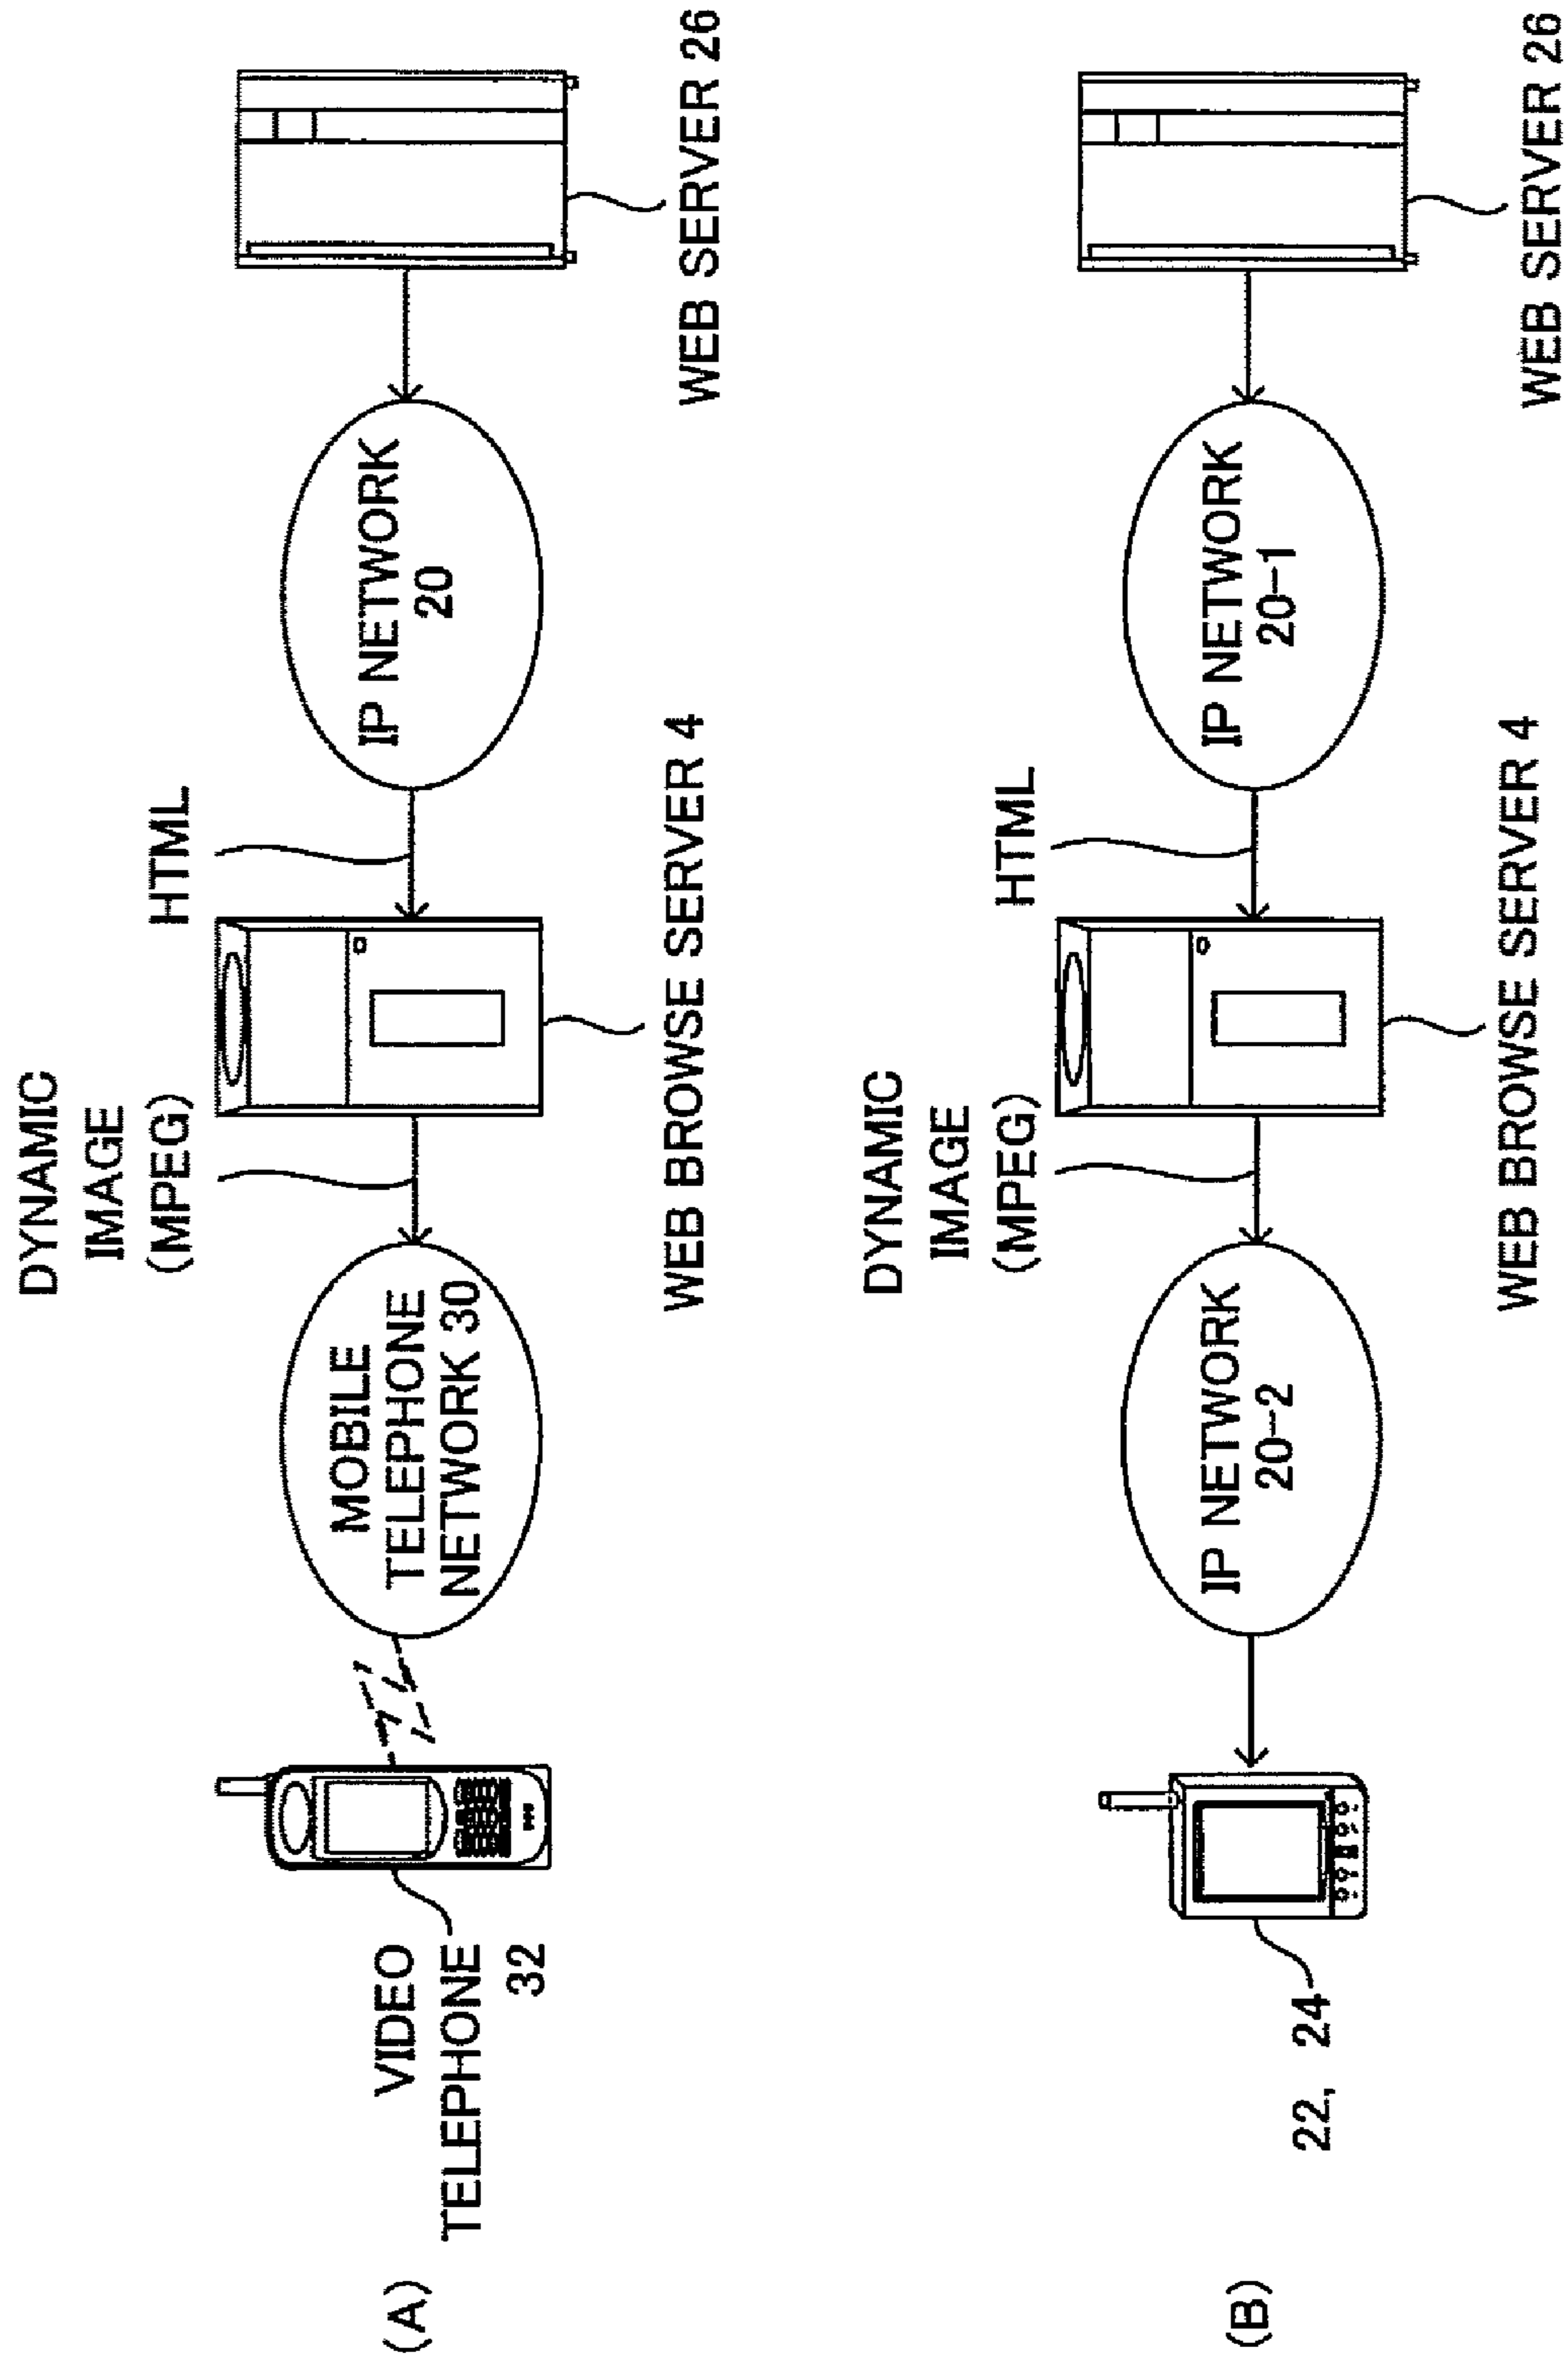 (A)
VIDEO
TELEPHONE
32
MOBILE
TELEPHONE
NETWORK 30
DYNAMIC
IMAGE
(MPEG)
WEB BROWSE SERVER 4
HTML
IP NETWORK
20
WEB SERVER 26
(B)
22, 24
IP NETWORK
20-2
DYNAMIC
IMAGE
(MPEG)
WEB BROWSE SERVER 4
HTML
IP NETWORK
20-1
WEB SERVER 26